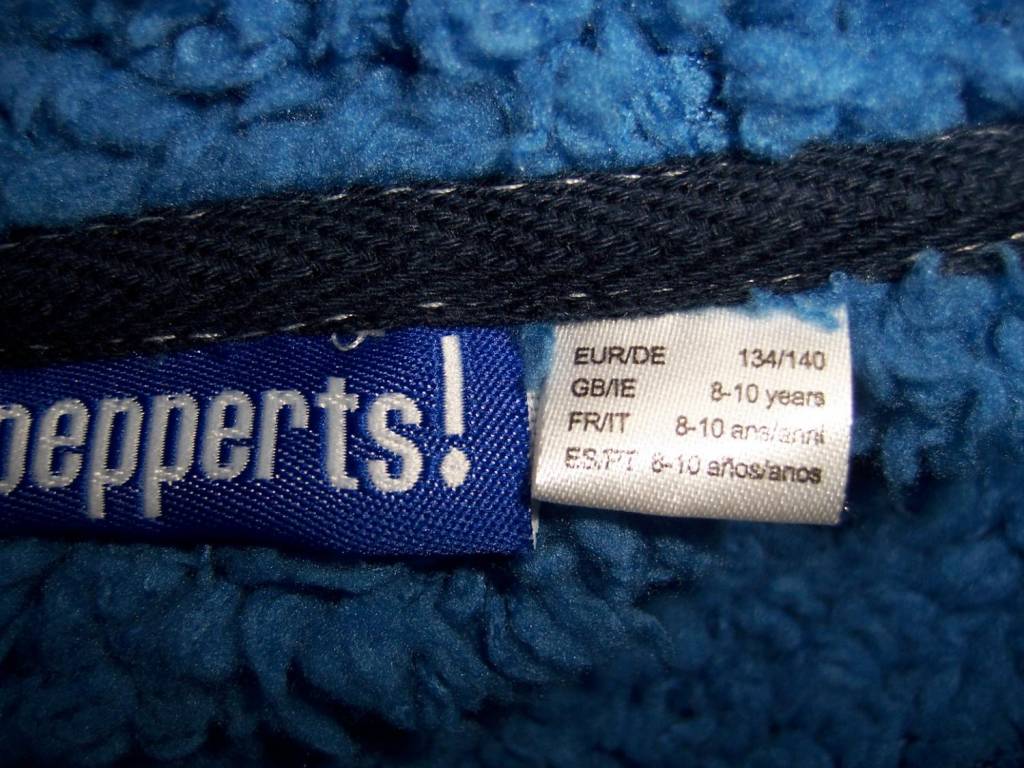 pepperts!
EUR/DE 134/140
GB/IE 8-10 years
FR/IT 8-10 ans/anni
ES/PT 8-10 años/anos